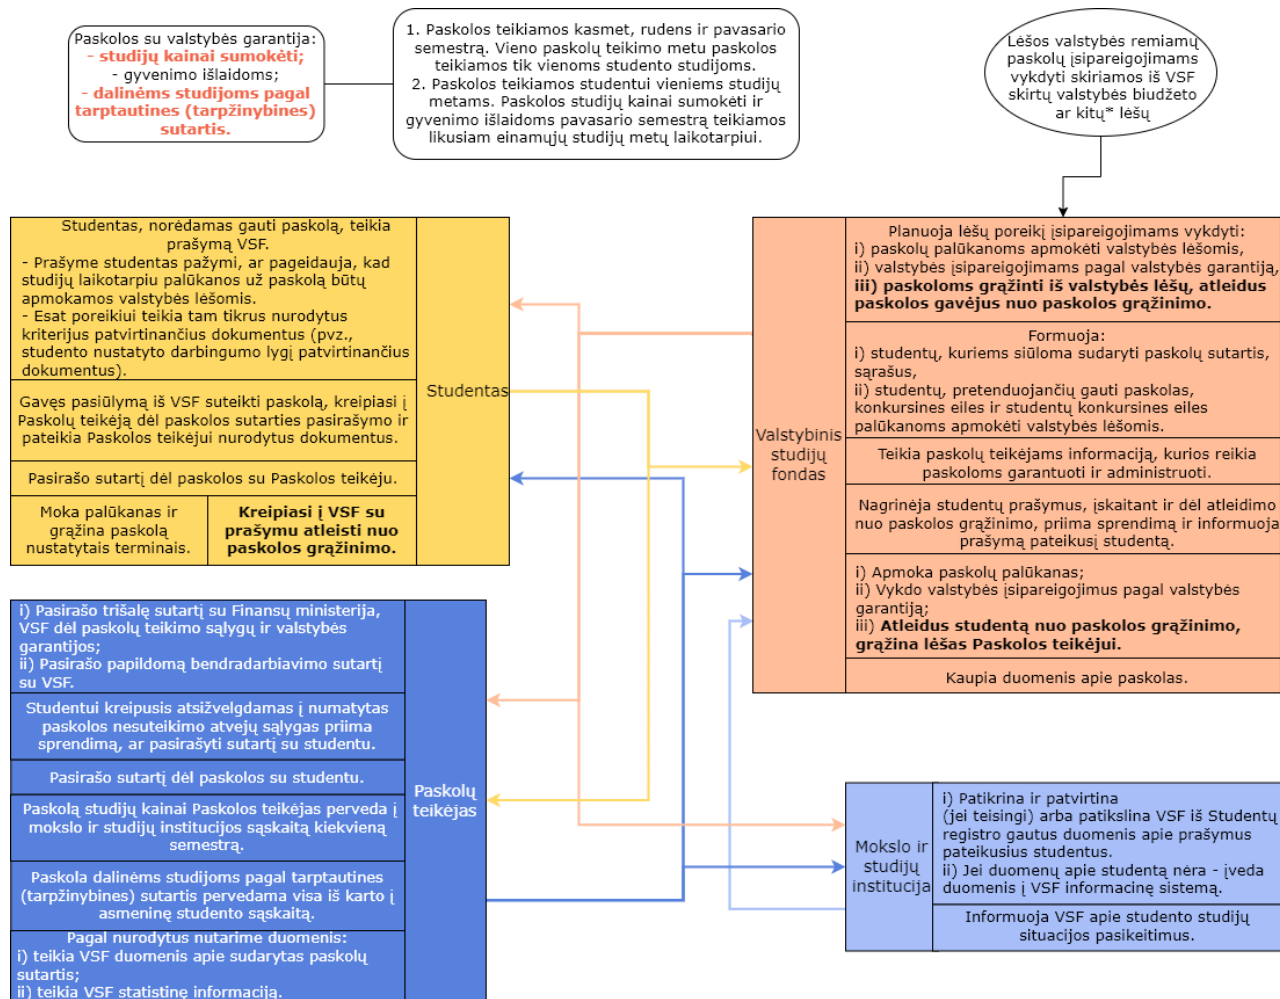 Paskolos su valstybės garantija:
- studijų kainai sumokėti;
- gyvenimo išlaidoms;
- dalinėms studijoms pagal
tarptautines (tarpžinybines)
sutartis.
1. Paskolos teikiamos kasmet, rudens ir pavasario
semestrą. Vieno paskolų teikimo metu paskolos
teikiamos tik vienoms studento studijoms.
2. Paskolos teikiamos studentui vieniems studijų
metams. Paskolos studijų kainai sumokėti ir
gyvenimo išlaidoms pavasario semestrą teikiamos
likusiam einamųjų studijų metų laikotarpiui.
Lėšos valstybės remiamų
paskolų įsipareigojimams
vykdyti skiriamos iš VSF
skirtų valstybės biudžeto
ar kitų* lėšų
Studentas, norėdamas gauti paskolą, teikia
prašymą VSF.
- Prašyme studentas pažymi, ar pageidauja, kad
studijų laikotarpiu palūkanos už paskolą būtų
apmokamos valstybės lėšomis.
- Esat poreikiui teikia tam tikrus nurodytus
kriterijus patvirtinančius dokumentus (pvz.,
studento nustatyto darbingumo lygį patvirtinančius
dokumentus).
Gavęs pasiūlymą iš VSF suteikti paskolą, kreipiasi į
Paskolų teikėją dėl paskolos sutarties pasirašymo ir
pateikia Paskolos teikėjui nurodytus dokumentus.
Pasirašo sutartį dėl paskolos su Paskolos teikėju.
Moka palūkanas ir
grąžina paskolą
nustatytais terminais.
Kreipiasi į VSF su
prašymu atleisti nuo
paskolos grąžinimo.
Studentas
Valstybinis
studijų
fondas
Planuoja lėšų poreikį įsipareigojimams vykdyti:
i) paskolų palūkanoms apmokėti valstybės lėšomis,
ii) valstybės įsipareigojimams pagal valstybės garantiją,
iii) paskoloms grąžinti iš valstybės lėšų, atleidus
paskolos gavėjus nuo paskolos grąžinimo.
Formuoja:
i) studentų, kuriems siūloma sudaryti paskolų sutartis,
sąrašus,
ii) studentų, pretenduojančių gauti paskolas,
konkursines eiles ir studentų konkursines eiles
palūkanoms apmokėti valstybės lėšomis.
Teikia paskolų teikėjams informaciją, kurios reikia
paskoloms garantuoti ir administruoti.
Nagrinėja studentų prašymus, įskaitant ir dėl atleidimo
nuo paskolos grąžinimo, priima sprendimą ir informuoja
prašymą pateikusį studentą.
i) Apmoka paskolų palūkanas;
ii) Vykdo valstybės įsipareigojimus pagal valstybės
garantiją;
iii) Atleidus studentą nuo paskolos grąžinimo,
grąžina lėšas Paskolos teikėjui.
Kaupia duomenis apie paskolas.
i) Pasirašo trišalę sutartį su Finansų ministerija,
VSF dėl paskolų teikimo sąlygų ir valstybės
garantijos;
ii) Pasirašo papildomą bendradarbiavimo sutartį
su VSF.
Studentui kreipusis atsižvelgdamas į numatytas
paskolos nesuteikimo atvejų sąlygas priima
sprendimą, ar pasirašyti sutartį su studentu.
Pasirašo sutartį dėl paskolos su studentu.
Paskolą studijų kainai Paskolos teikėjas perveda į
mokslo ir studijų institucijos sąskaitą kiekvieną
semestrą.
Paskola dalinėms studijoms pagal tarptautines
(tarpžinybines) sutartis pervedama visa iš karto į
asmeninę studento sąskaitą.
Pagal nurodytus nutarime duomenis:
i) teikia VSF duomenis apie sudarytas paskolų
sutartis;
ii) teikia VSF statistinę informaciją.
Paskolų
teikėjas
Mokslo ir
studijų
institucija
i) Patikrina ir patvirtina
(jei teisingi) arba patikslina VSF iš Studentų
registro gautus duomenis apie prašymus
pateikusius studentus.
ii) Jei duomenų apie studentą nėra - įveda
duomenis į VSF informacinę sistemą.
Informuoja VSF apie studento studijų
situacijos pasikeitimus.